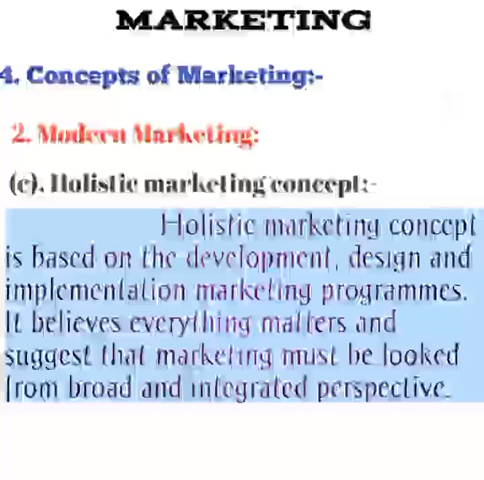 MARKETING
4. Concepts of Marketing:-
2. Modern Marketing:
(c). Holistic marketing concept:-
Holistic marketing concept
is based on the development, design and
implementation marketing programmes.
It believes everything matters and
suggest that marketing must be looked
from broad and integrated perspective.